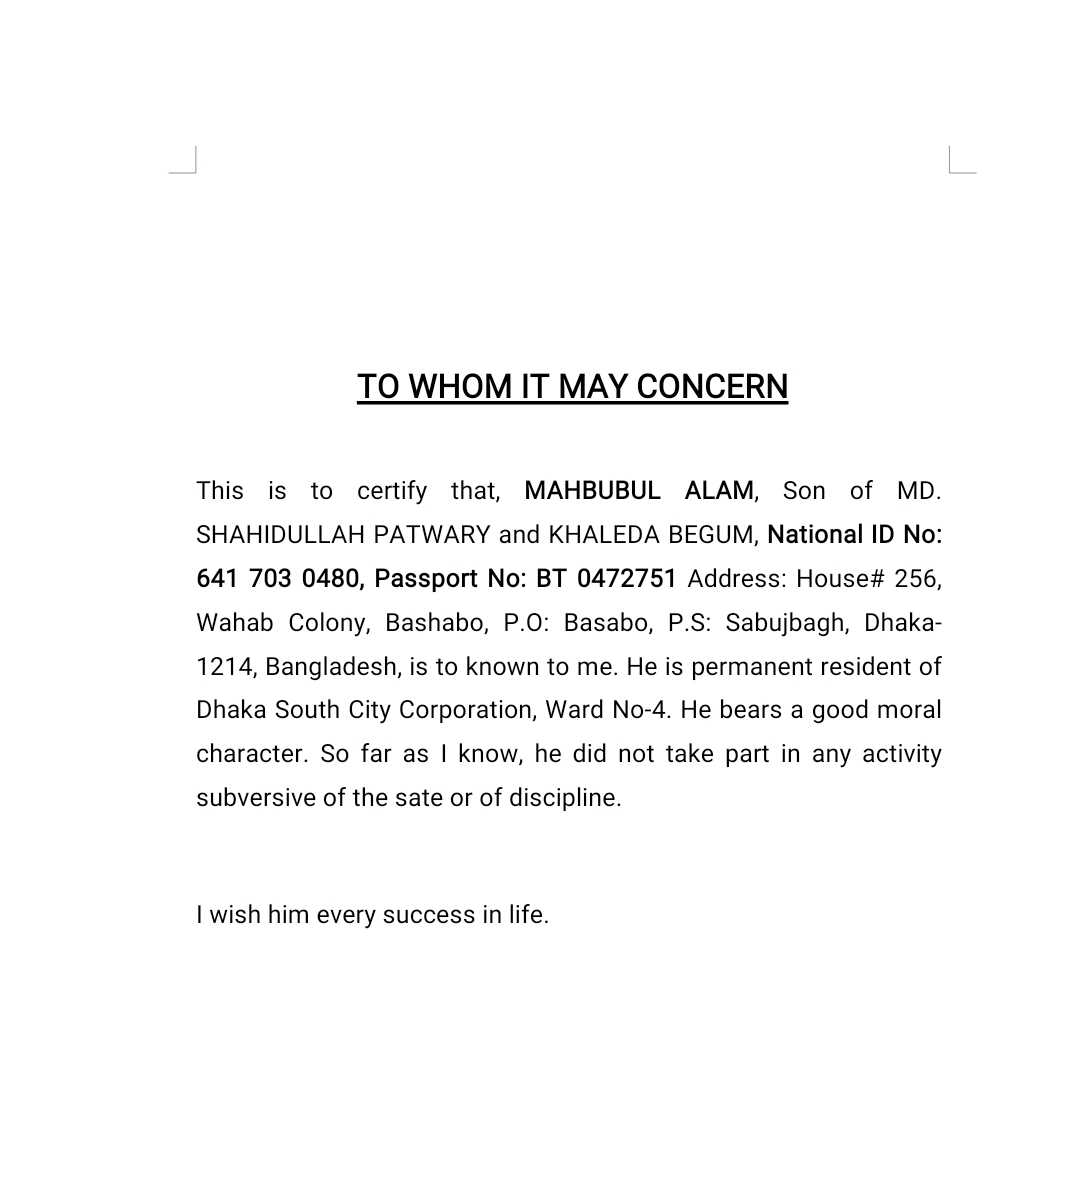 TO WHOM IT MAY CONCERN
This is to certify that, MAHBUBUL ALAM, Son of MD.
SHAHIDULLAH PATWARY and KHALEDA BEGUM, National ID No:
641 703 0480, Passport No: BT 0472751 Address: House# 256,
Wahab Colony, Bashabo, P.O: Basabo, P.S: Sabujbagh, Dhaka-
1214, Bangladesh, is to known to me. He is permanent resident of
Dhaka South City Corporation, Ward No-4. He bears a good moral
character. So far as I know, he did not take part in any activity
subversive of the sate or of discipline.
I wish him every success in life.